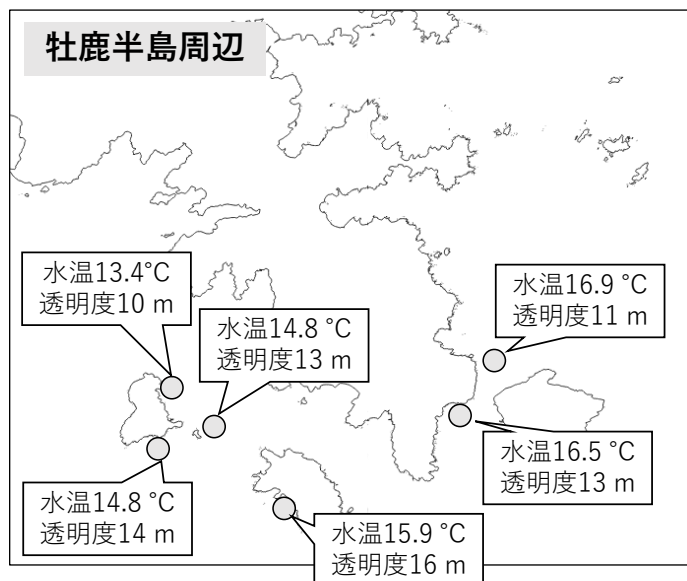 牡鹿半島周辺
水温13.4°C
透明度10 m
水温14.8 °C
透明度13 m
水温16.9 °C
透明度11 m
水温16.5 °C
透明度13 m
水温14.8 °C
透明度14 m
水温15.9 °C
透明度16 m